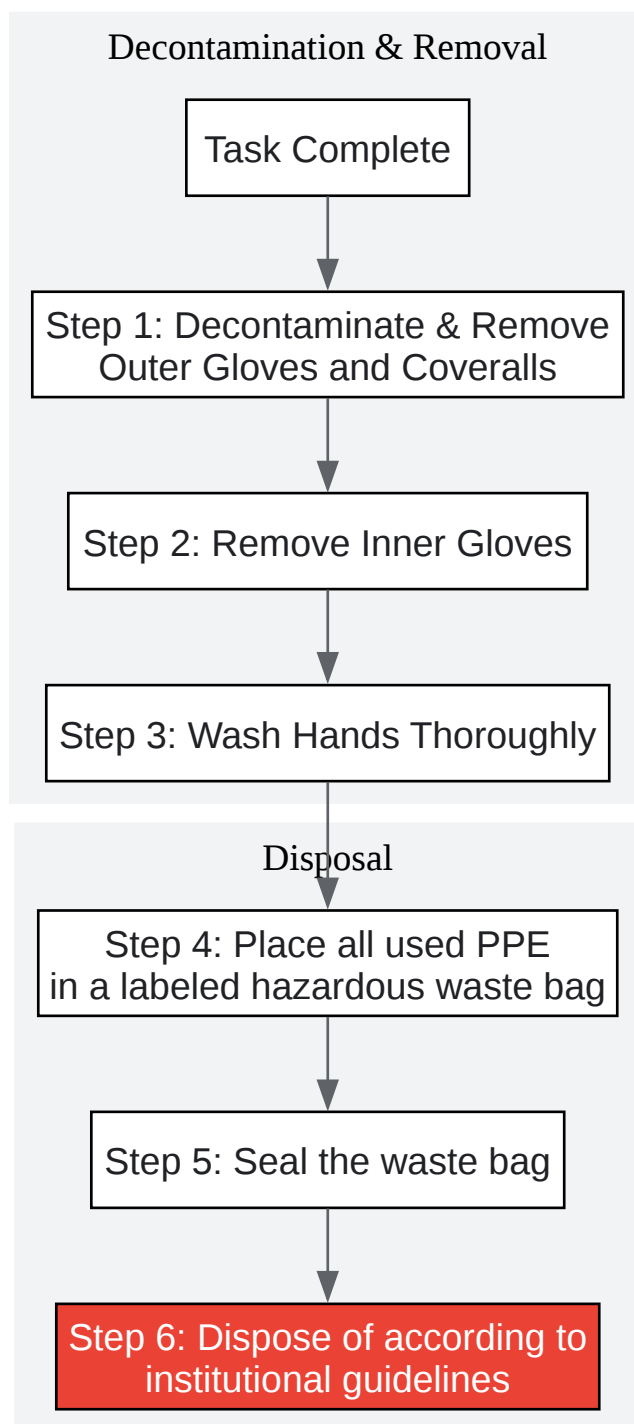 Decontamination & Removal
Task Complete
Step 1: Decontaminate & Remove
Outer Gloves and Coveralls
Step 2: Remove Inner Gloves
Step 3: Wash Hands Thoroughly
Disposal
Step 4: Place all used PPE
in a labeled hazardous waste bag
Step 5: Seal the waste bag
Step 6: Dispose of according to
institutional guidelines